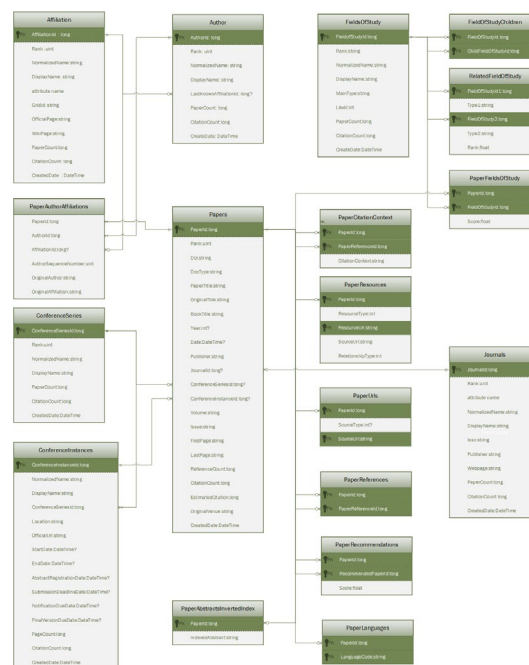 Affiliation
AffiliationId : long
Rank: uint
NormalizedName: string
DisplayName: string
attribute name
GridId: string
OfficialPage: string
WikiPage: string
PaperCount: long
CitationCount: long
CreatedDate : DateTime
Author
AuthorId: long
Rank: uint
NormalizedName: string
DisplayName: string
LastKnownAffiliationId: long?
PaperCount: long
CitationCount: long
CreateDate: DateTime
FieldsOfStudy
FieldOfStudyId:long
Rank:string
NormalizedName:string
DisplayName:string
MainType:string
Level:int
PaperCount:long
CitationCount:long
CreateDate:DateTime
FieldOfStudyChildren
FieldOfStudyId:long
ChildFieldOfStudyId:long
RelatedFieldOfStudy
FieldOfStudyId1:long
Type1:string
FieldOfStudyId2:long
Type2:string
Rank:float
PaperFieldsOfStudy
PaperId:long
FieldOfStudyId:long
Score:float
PaperAuthorAffiliations
PaperId:long
AuthorId:long
AffiliationId:long?
AuthorSequenceNumber:uint
OriginalAuthor:string
OriginalAffiliation:string
Papers
PaperId:long
Rank:uint
DOI:string
DocType:string
PaperTitle:string
OriginalTitle:string
BookTitle:string
Year:int?
Date:DateTime?
Publisher:string
JournalId:long?
ConferenceSeriesId:long?
ConferenceInstanceId:long?
Volume:string
Issue:string
FirstPage:string
LastPage:string
ReferenceCount:long
CitationCount:long
EstimatedCitation:long
OriginalVenue:string
CreatedDate:DateTime
PaperCitationContext
PaperId:long
PaperReferenceId:long
CitationContext:string
PaperResources
PaperId:long
ResourceType:int
ResourceUrl:string
SourceUrl:string
RelationshipType:int
ConferenceSeries
ConferenceSeriesId:long
Rank:uint
NormalizedName:string
DisplayName:string
PaperCount:long
CitationCount:long
CreatedDate:DateTime
Journals
JournalId:long
Rank:uint
attribute name
NormalizedName:string
DisplayName:string
Issn:string
Publisher:string
Webpage:string
PaperCount:long
CitationCount:long
CreatedDate:DateTime
PaperUrls
PaperId:long
SourceType:int?
SourceUrl:string
ConferenceInstances
ConferenceInstanceId:long
NormalizedName:string
DisplayName:string
ConferenceSeriesId:long
Location:string
OfficialUrl:string
StartDate:DateTime?
EndDate:DateTime?
AbstractRegistrationDate:DateTime?
SubmissionDeadlineDate:DateTime?
NotificationDueDate:DateTime?
FinalVersionDueDate:DateTime?
PageCount:long
CitationCount:long
CreatedDate:DateTime
PaperReferences
PaperId:long
PaperReferenceId:long
PaperRecommendations
PaperId:long
RecommendedPaperId:long
Score:float
PaperAbstractsInvertedIndex
PaperId:long
IndexedAbstract:string
PaperLanguages
PaperId:long
LanguageCode:string